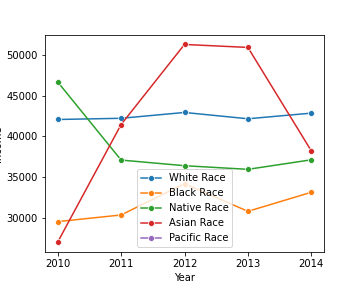 50000
45000
40000
35000
30000
White Race
Black Race
Native Race
Asian Race
Pacific Race
2010 2011 2012 2013 2014
Year